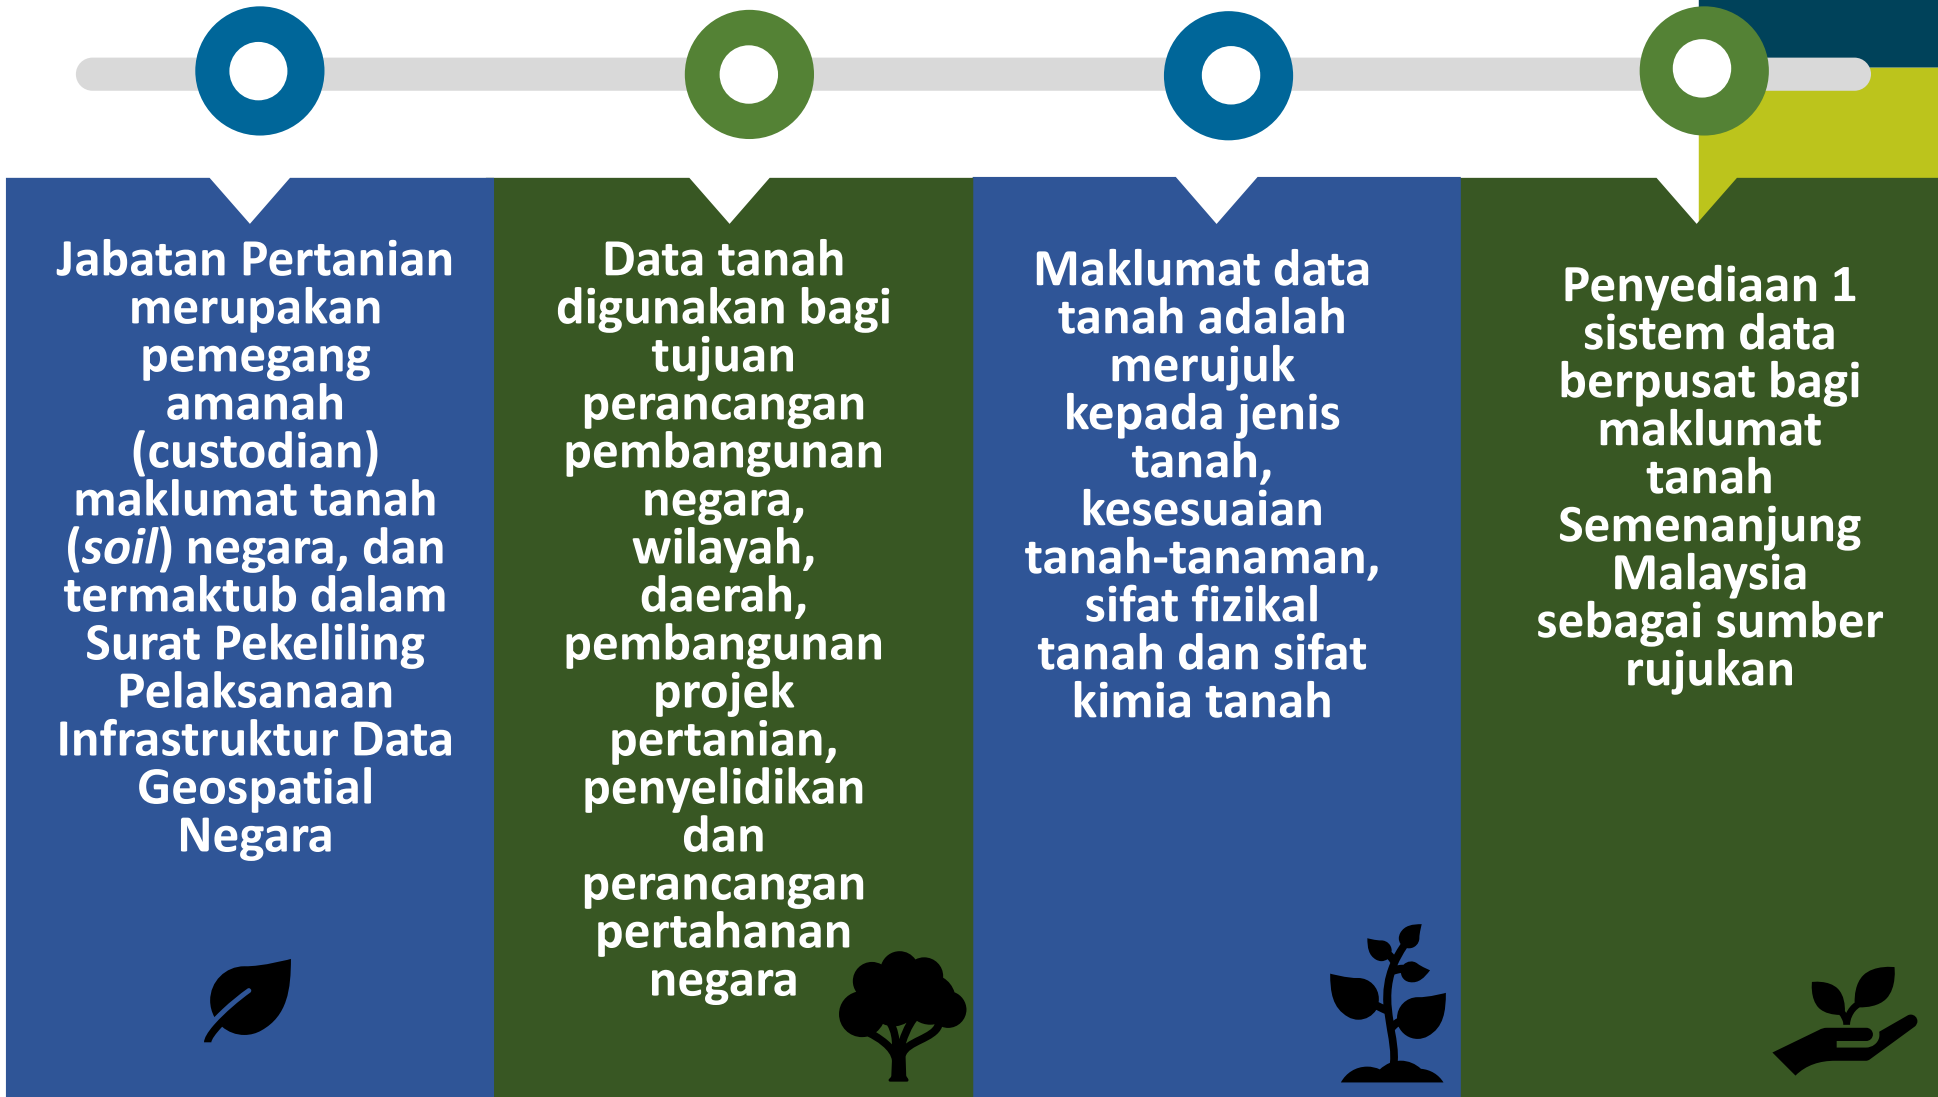 Jabatan Pertanian
merupakan
pemegang
amanah
(custodian)
maklumat tanah
(soil) negara, dan
termaktub dalam
Surat Pekeliling
Pelaksanaan
Infrastruktur Data
Geospatial
Negara
Data tanah
digunakan bagi
tujuan
perancangan
pembangunan
negara,
wilayah,
daerah,
pembangunan
projek
pertanian,
penyelidikan
dan
perancangan
pertahanan
negara
Maklumat data
tanah adalah
merujuk
kepada jenis
tanah,
kesesuaian
tanah-tanaman,
sifat fizikal
tanah dan sifat
kimia tanah
Penyediaan 1
sistem data
berpusat bagi
maklumat
tanah
Semenanjung
Malaysia
sebagai sumber
rujukan